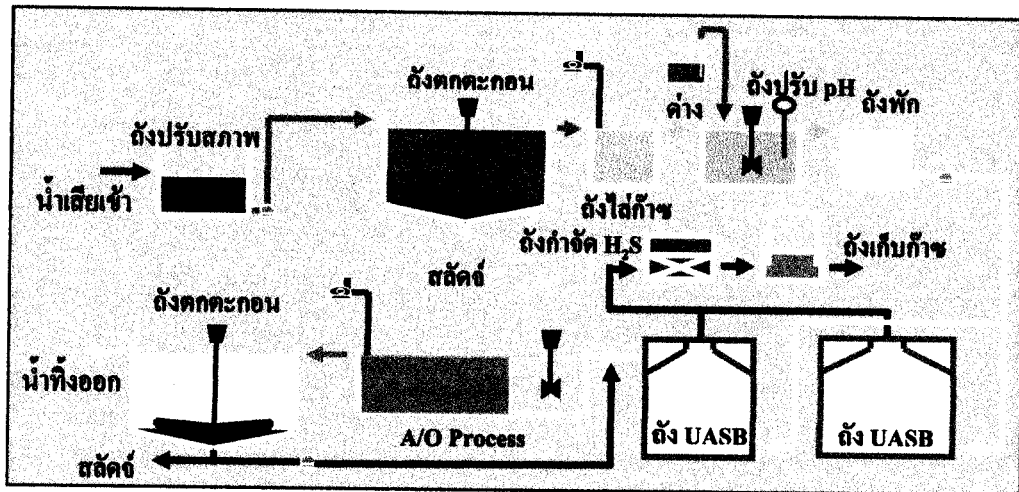 ถังตกตะกอน
ถังปรับสภาพ
ด่าง
ถังปรับ pH
ถังพัก
น้ำเสียเข้า
ถังไล่ก๊าซ
ถังกำจัด H₂S
ถังเก็บก๊าซ
สลัดจ์
ถังตกตะกอน
น้ำทิ้งออก
A/O Process
ถัง UASB
ถัง UASB
สลัดจ์